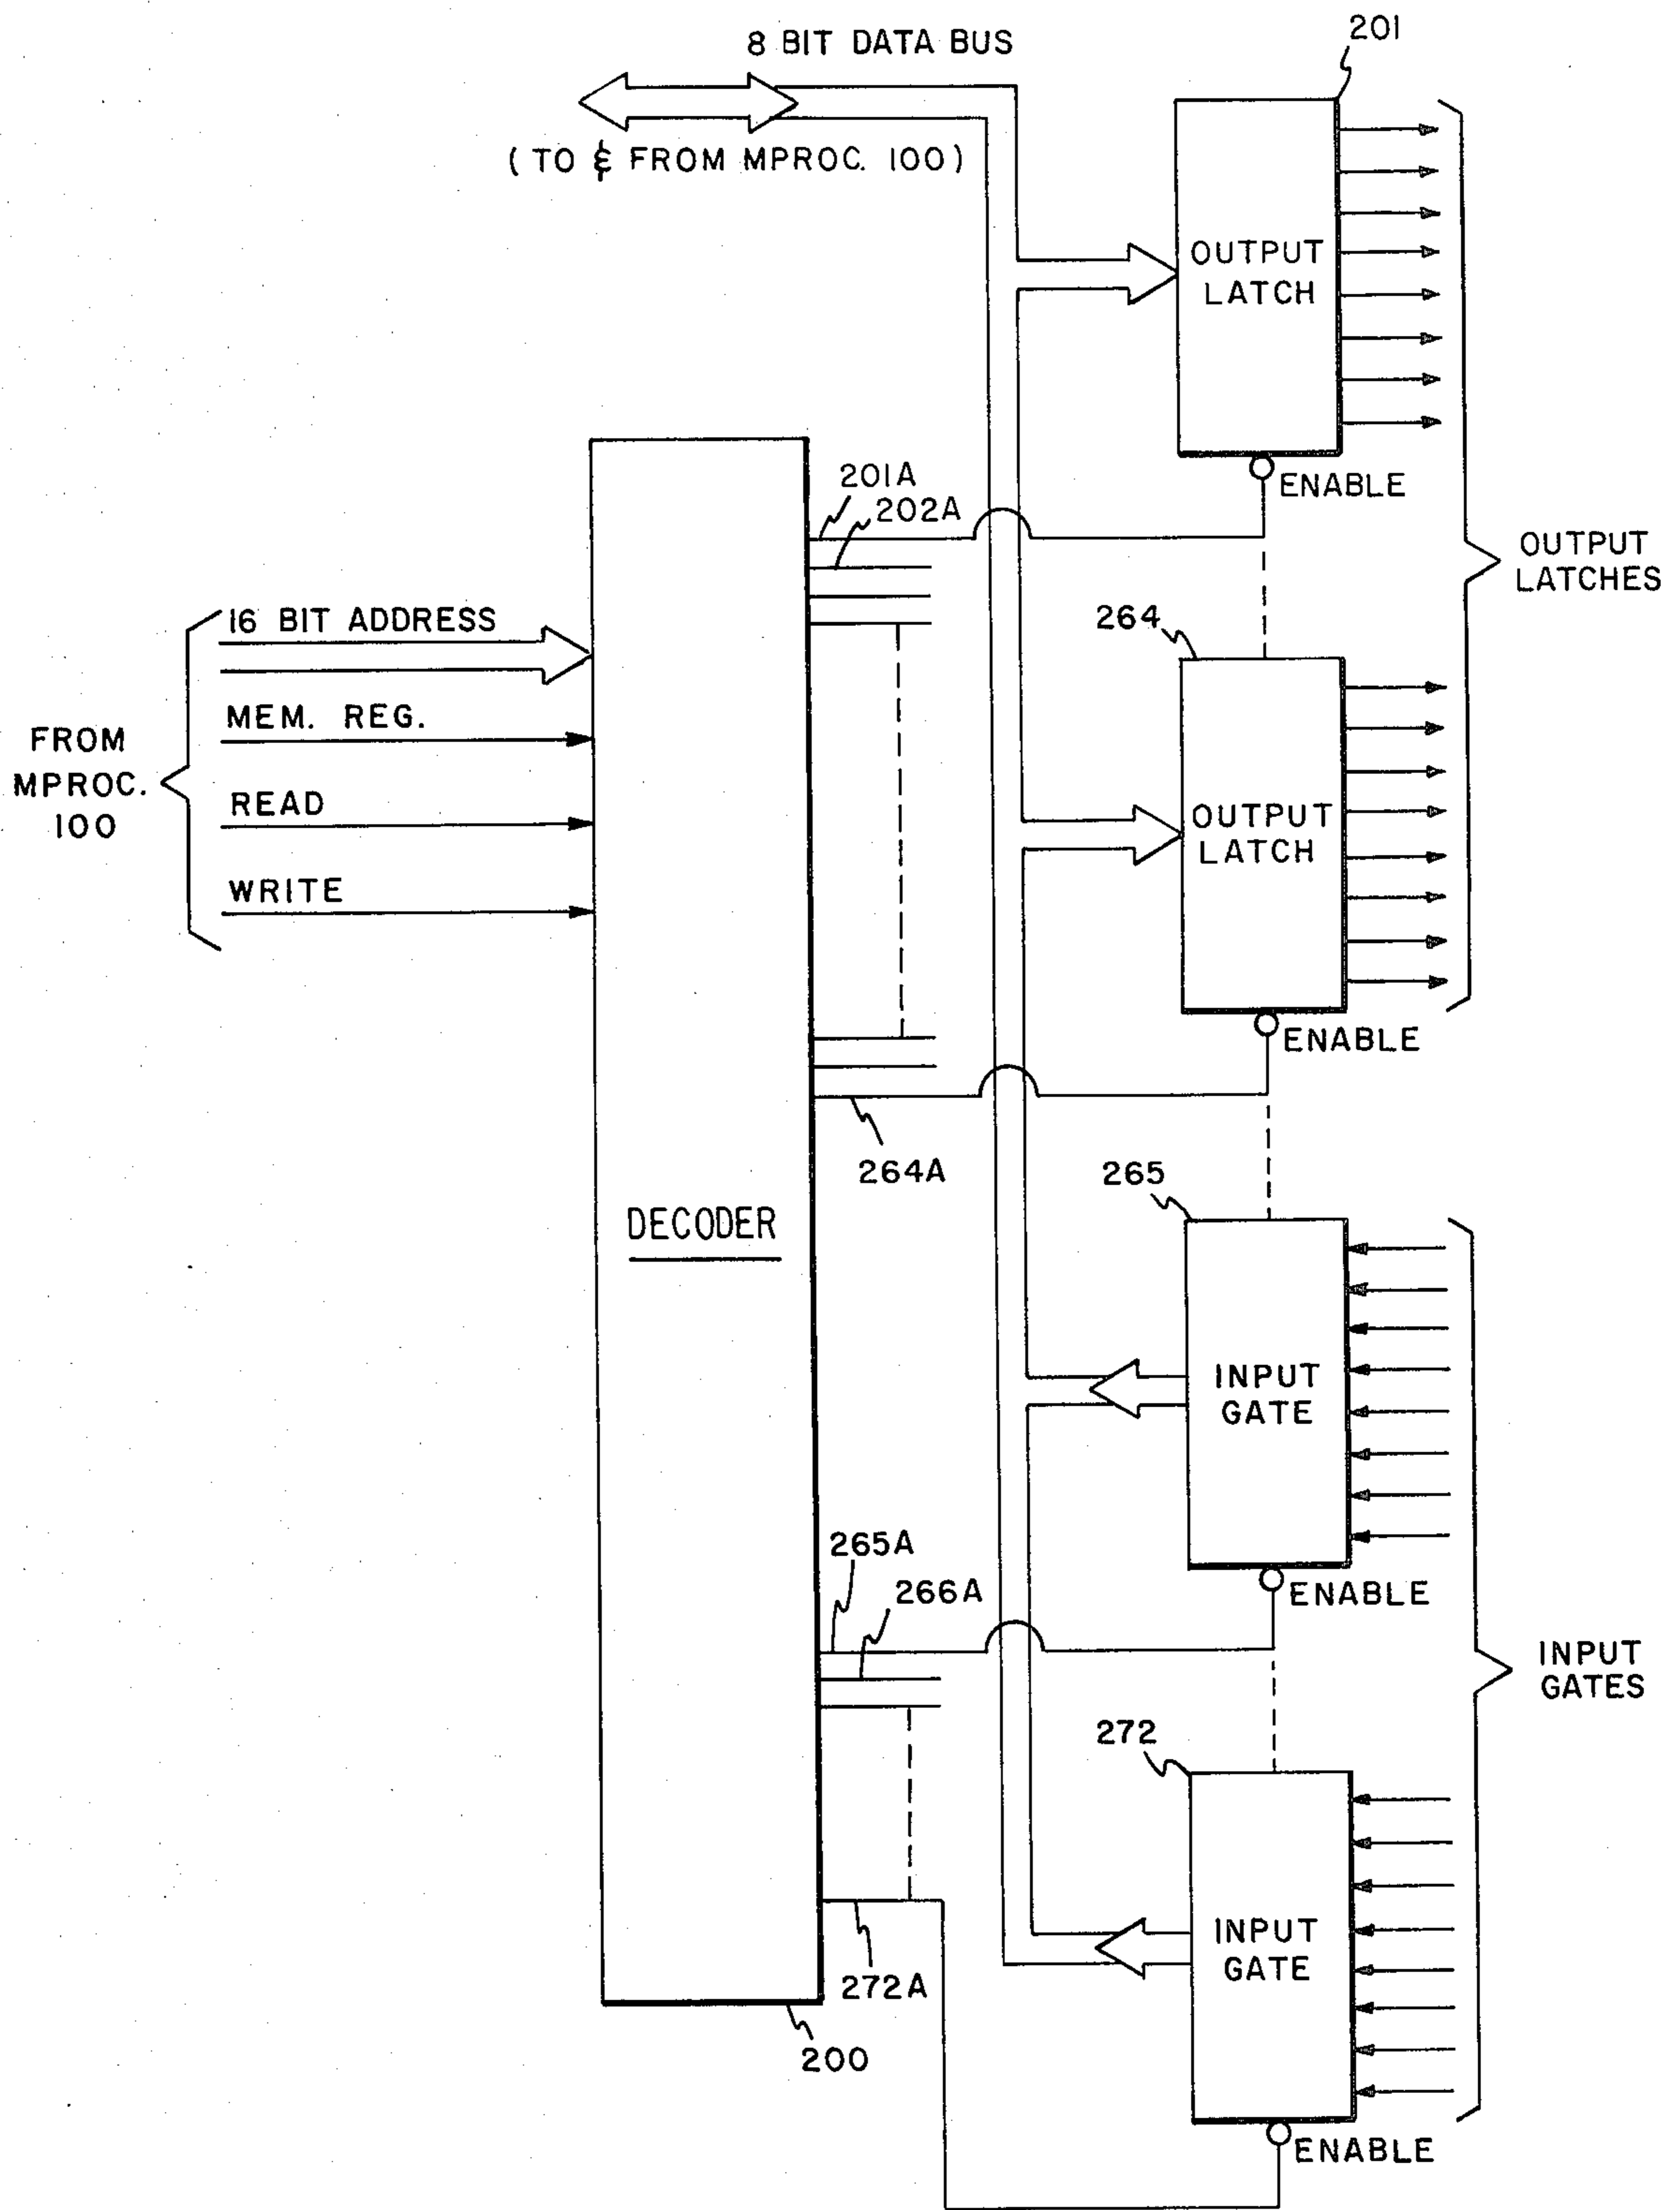 8 BIT DATA BUS
(TO & FROM MPROC. 100)
201
OUTPUT
LATCH
ENABLE
201A
202A
OUTPUT
LATCHES
16 BIT ADDRESS
MEM. REG.
READ
WRITE
FROM
MPROC.
100
264
OUTPUT
LATCH
ENABLE
264A
DECODER
265
INPUT
GATE
ENABLE
265A
266A
INPUT
GATES
272
INPUT
GATE
ENABLE
272A
200